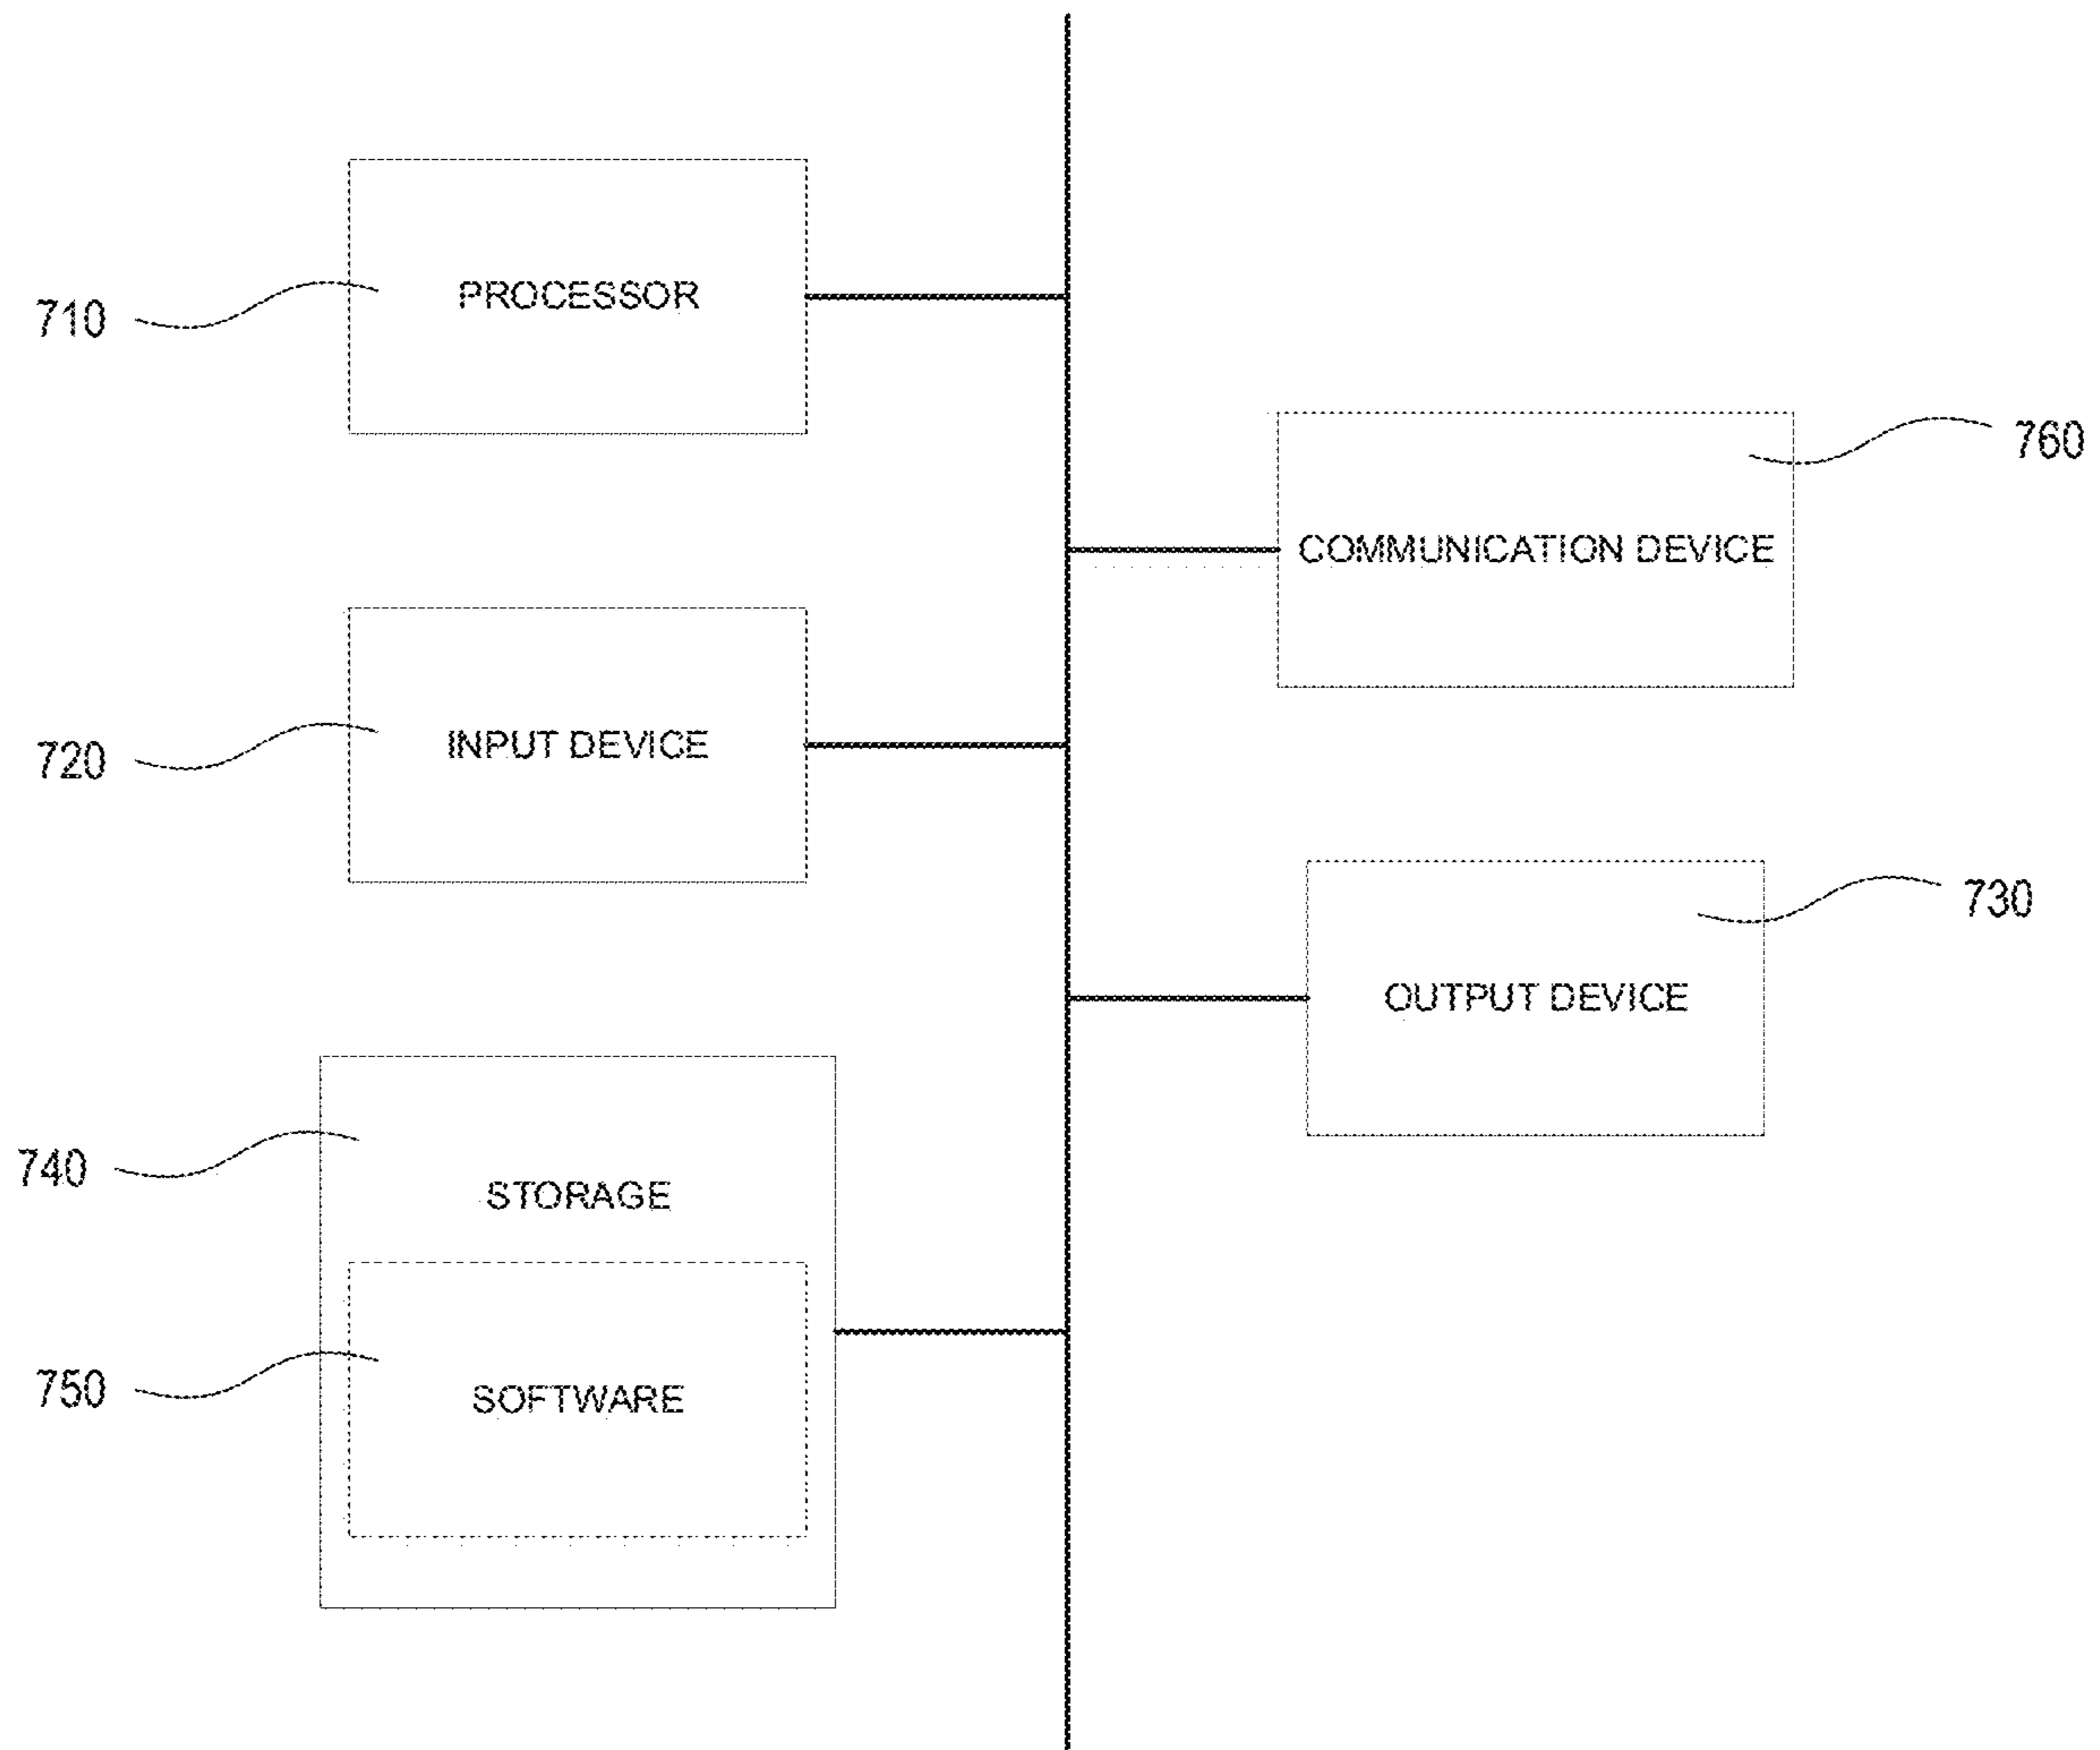 PROCESSOR
710
760
COMMUNICATION DEVICE
INPUT DEVICE
720
730
OUTPUT DEVICE
740
STORAGE
750
SOFTWARE